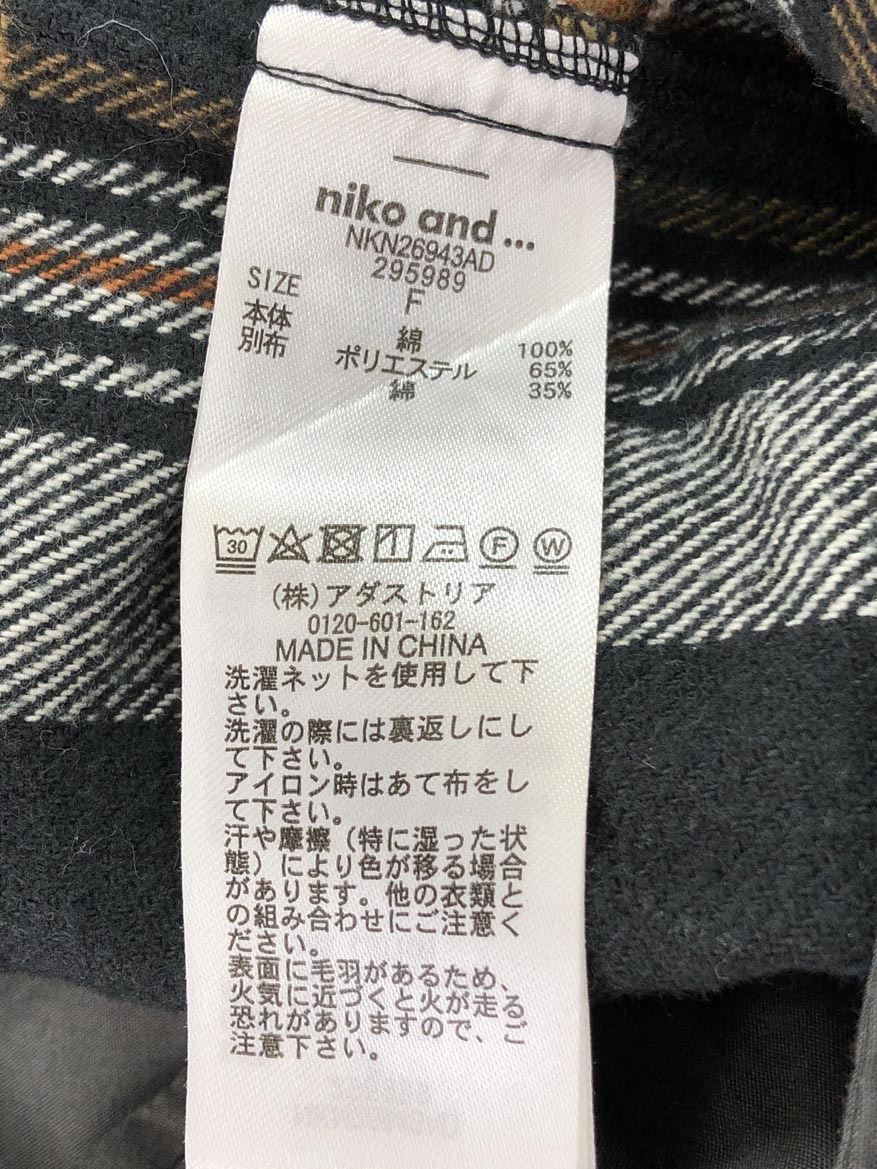 niko and ...
NKN26943AD
295989
SIZE F
本体 綿 100%
別布 ポリエステル 65%
綿 35%
30 F W
(株)アダストリア
0120-601-162
MADE IN CHINA
洗濯ネットを使用して下
さい。
洗濯の際には裏返しにし
て下さい。
アイロン時はあて布をし
て下さい。
汗や摩擦（特に湿った状
態）により色が移る場合
があります。他の衣類と
の組み合わせにご注意く
ださい。
表面に毛羽があるため、
火気に近づくと火が走る
恐れがありますので、ご
注意下さい。